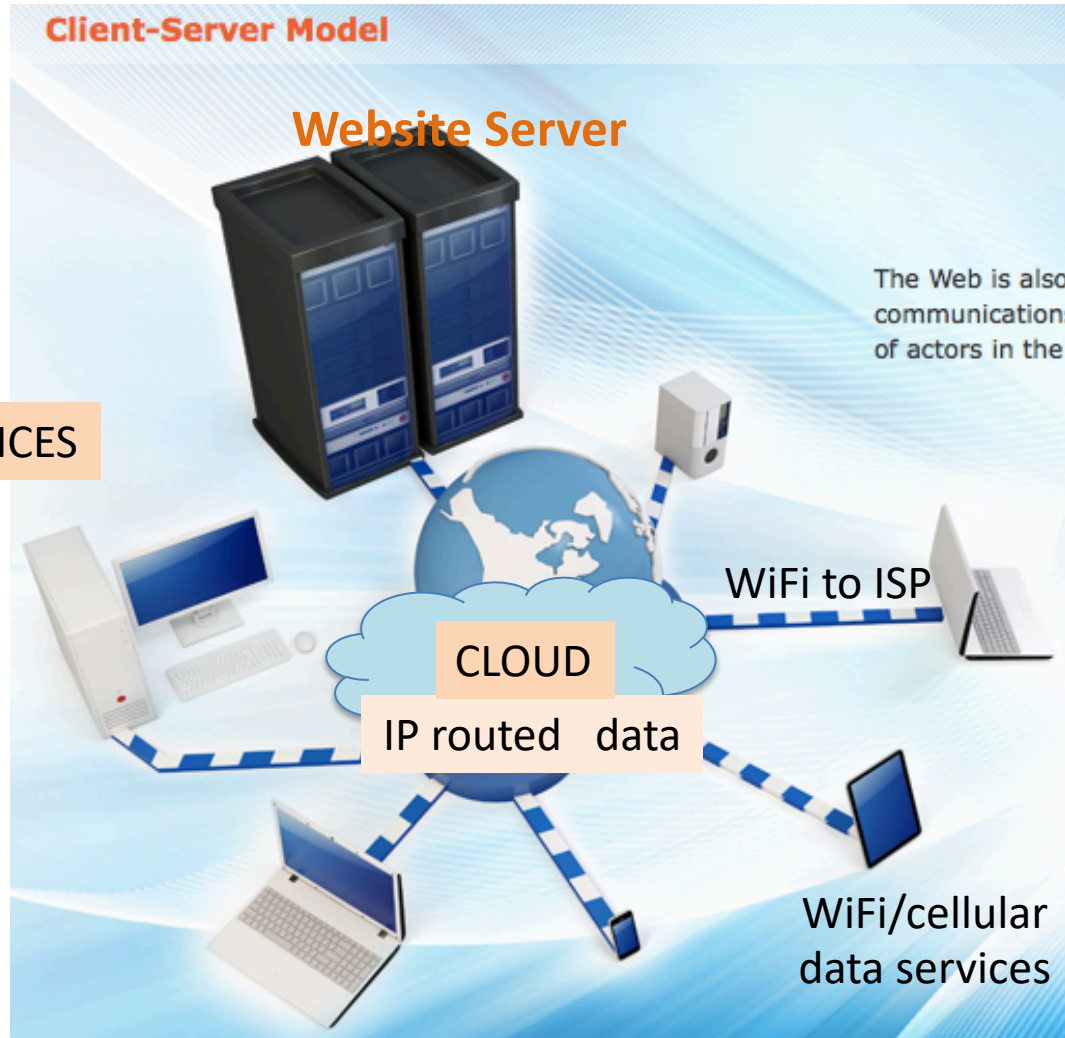 Client-Server Model
Website Server
The Web is also
communications
of actors in the
ICES
WiFi to ISP
CLOUD
IP routed data
WiFi/cellular
data services